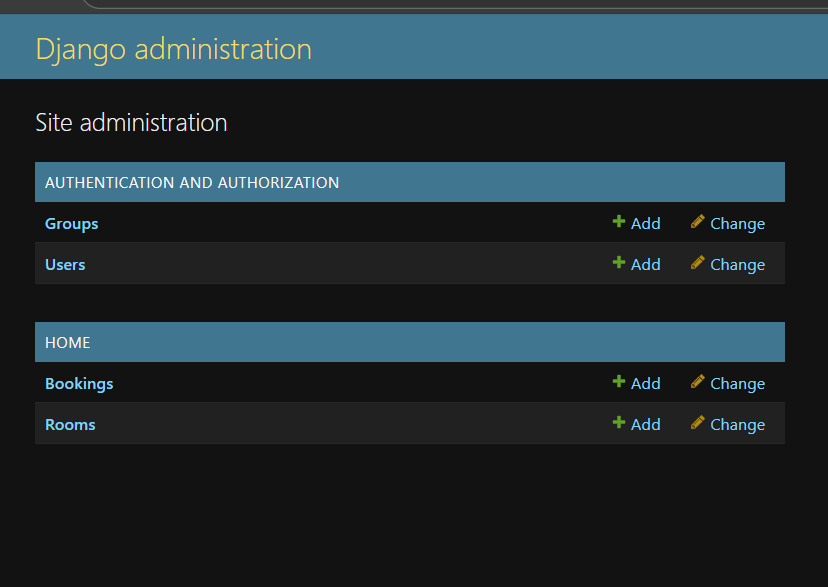 Django administration
Site administration
AUTHENTICATION AND AUTHORIZATION
Groups Add Change
Users Add Change
HOME
Bookings Add Change
Rooms Add Change